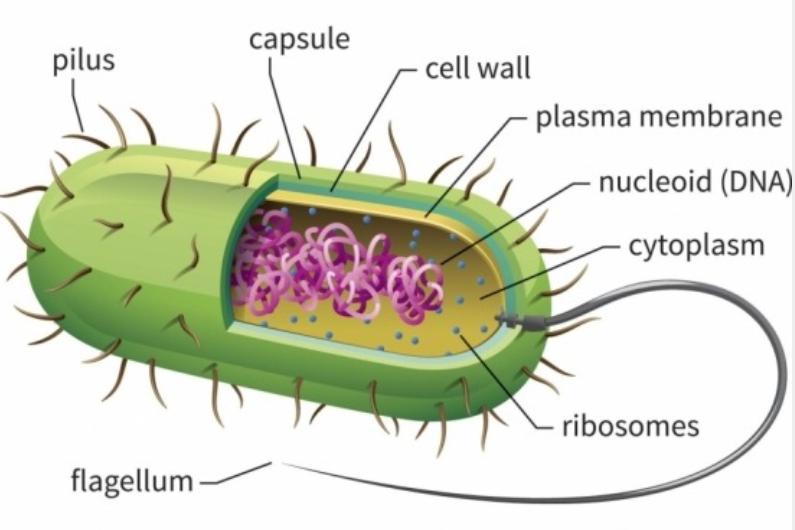 capsule
pilus
cell wall
plasma membrane
nucleoid (DNA)
cytoplasm
ribosomes
flagellum